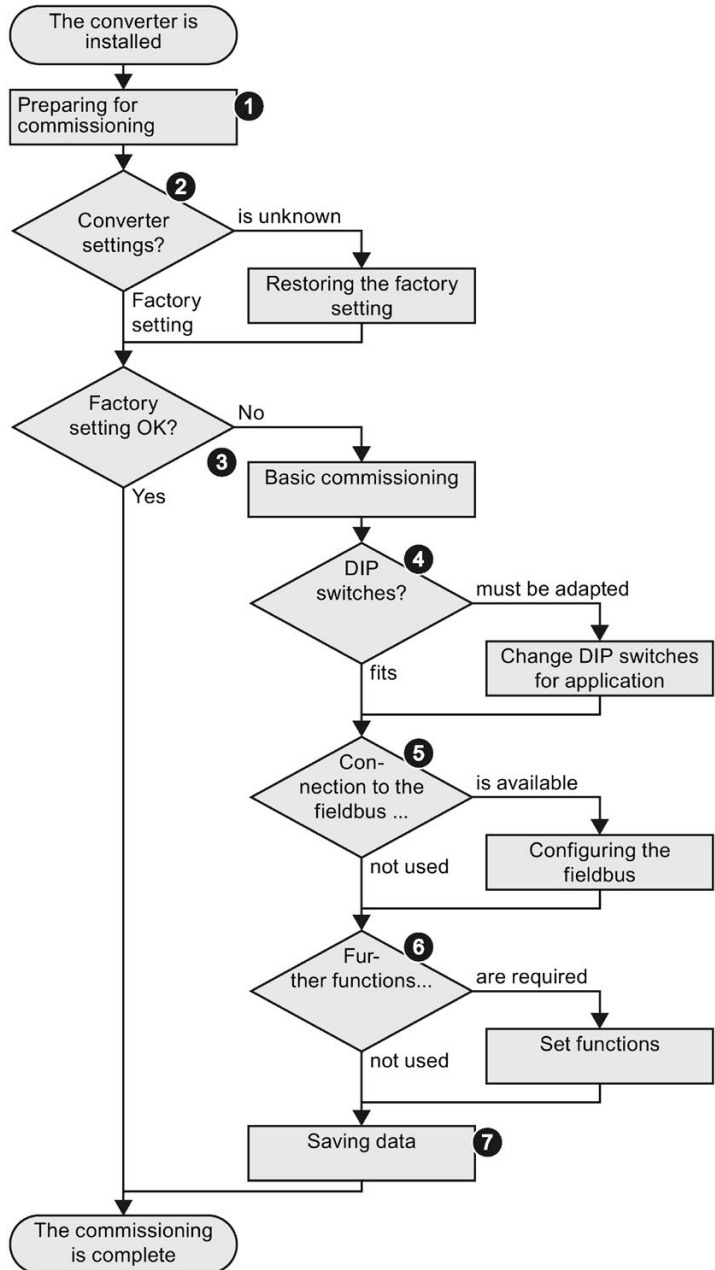 The converter is
installed
Preparing for
commissioning
1
2
Converter
settings?
is unknown
Restoring the factory
setting
Factory
setting
Factory
setting OK?
No
3
Yes
Basic commissioning
4
DIP
switches?
must be adapted
Change DIP switches
for application
fits
5
Con-
nection to the
fieldbus ...
is available
Configuring the
fieldbus
not used
6
Fur-
ther functions...
are required
Set functions
not used
Saving data
7
The commissioning
is complete